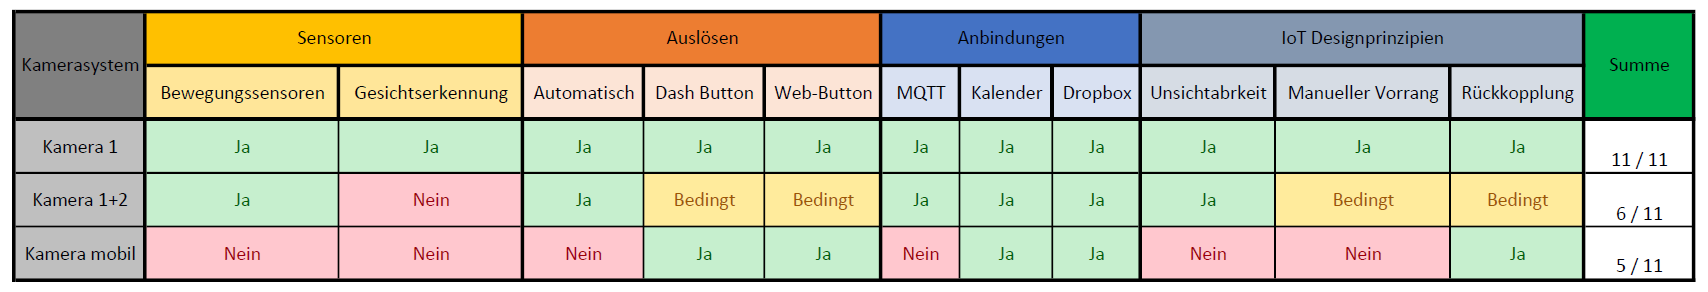 Kamerasystem Sensoren Auslösen Anbindungen IoT Designprinzipien Summe
Bewegungssensoren Gesichtserkennung Automatisch Dash Button Web-Button MQTT Kalender Dropbox Unsichtabrkeit Manueller Vorrang Rückkopplung
Kamera 1 Ja Ja Ja Ja Ja Ja Ja Ja Ja Ja Ja 11 / 11
Kamera 1+2 Ja Nein Ja Bedingt Bedingt Ja Ja Ja Ja Bedingt Bedingt 6 / 11
Kamera mobil Nein Nein Nein Ja Ja Nein Ja Ja Nein Nein Ja 5 / 11